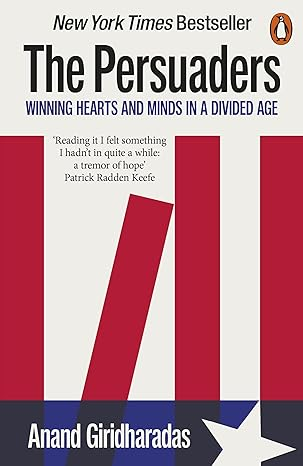 New York Times Bestseller
The Persuaders
WINNING HEARTS AND MINDS IN A DIVIDED AGE
‘Reading it I felt something
I hadn’t in quite a while:
a tremor of hope’
Patrick Radden Keefe
Anand Giridharadas